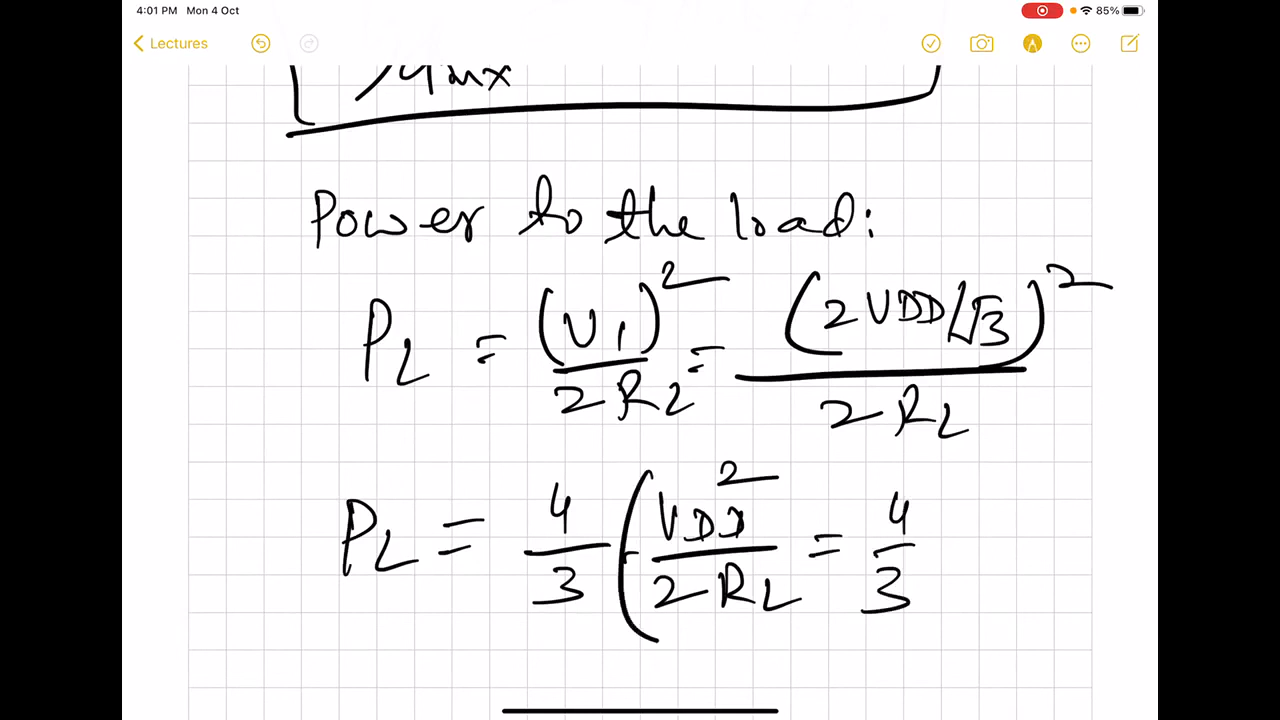 4:01 PM Mon 4 Oct 85%
Lectures
Power to the load:
PL = (V1)² / 2RL = (2VDD/√3)² / 2RL
PL = 4/3 (VDD² / 2RL = 4/3